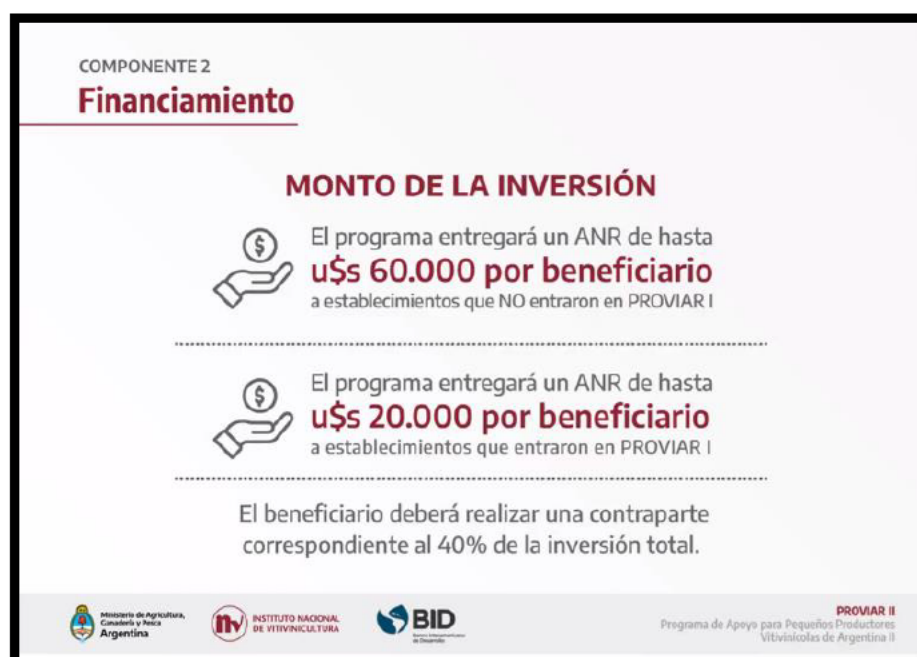 COMPONENTE 2
Financiamiento
MONTO DE LA INVERSIÓN
$
El programa entregará un ANR de hasta
u$s 60.000 por beneficiario
a establecimientos que NO entraron en PROVIAR I
$
El programa entregará un ANR de hasta
u$s 20.000 por beneficiario
a establecimientos que entraron en PROVIAR I
El beneficiario deberá realizar una contraparte
correspondiente al 40% de la inversión total.
Ministerio de Agricultura,
Ganadería y Pesca
Argentina
INSTITUTO NACIONAL
DE VITIVINICULTURA
BID
Banco Interamericano
de Desarrollo
PROVIAR II
Programa de Apoyo para Pequeños Productores
Vitivinícolas de Argentina II